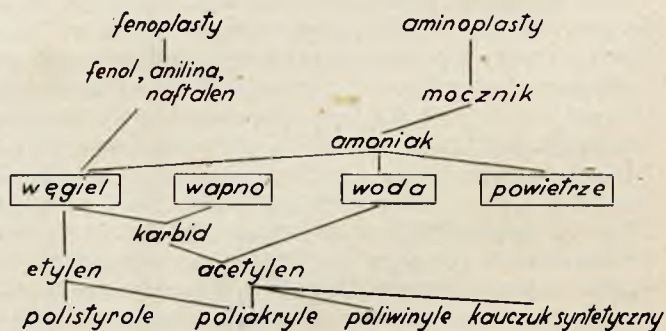 fenoplasty aminoplasty
fenol, anilina,
naftalen mocznik
amoniak
węgiel wapno woda powietrze
karbid
etylen acetylen
polistyrole poliakryle poliwinyle kauczuk syntetyczny